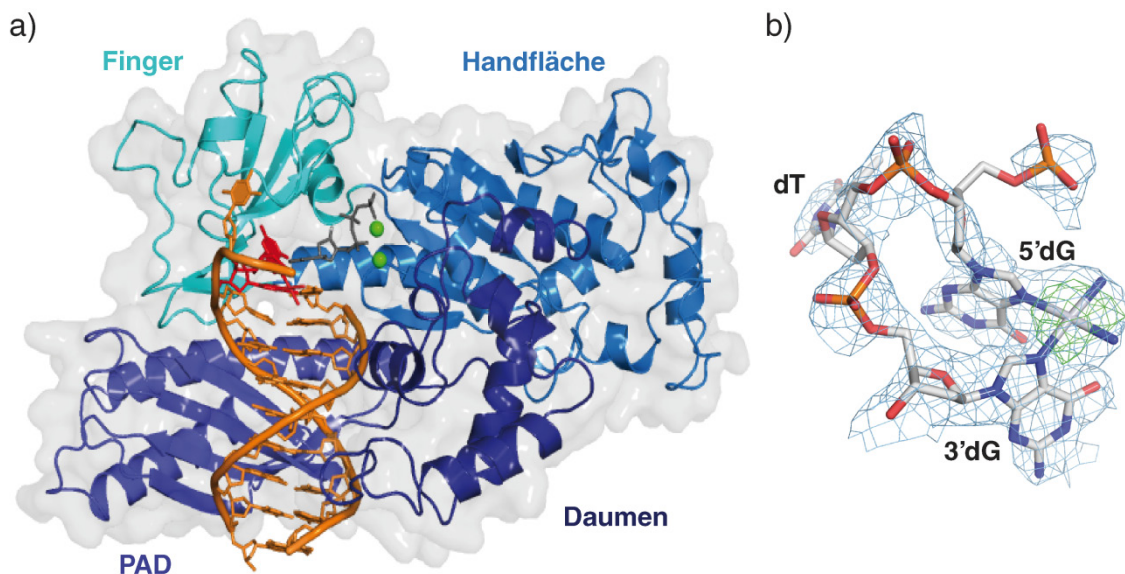 a)
Finger
Handfläche
PAD
Daumen
b)
dT
5'dG
3'dG